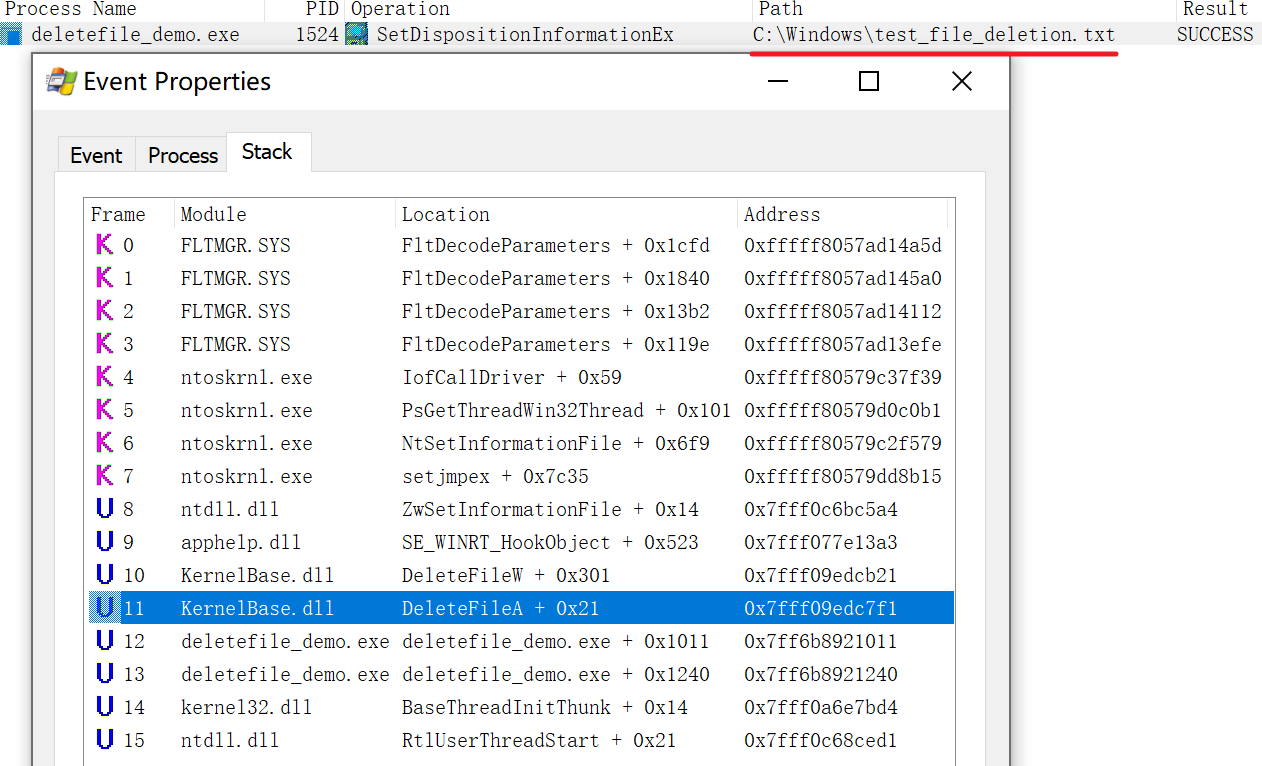 Process Name PID Operation Path Result
deletefile_demo.exe 1524 SetDispositionInformationEx C:\Windows\test_file_deletion.txt SUCCESS
Event Properties
Event Process Stack
Frame Module Location Address
K 0 FLTMGR.SYS FltDecodeParameters + 0x1cfd 0xfffff8057ad14a5d
K 1 FLTMGR.SYS FltDecodeParameters + 0x1840 0xfffff8057ad145a0
K 2 FLTMGR.SYS FltDecodeParameters + 0x13b2 0xfffff8057ad14112
K 3 FLTMGR.SYS FltDecodeParameters + 0x119e 0xfffff8057ad13efe
K 4 ntoskrnl.exe IofCallDriver + 0x59 0xfffff80579c37f39
K 5 ntoskrnl.exe PsGetThreadWin32Thread + 0x101 0xfffff80579d0c0b1
K 6 ntoskrnl.exe NtSetInformationFile + 0x6f9 0xfffff80579c2f579
K 7 ntoskrnl.exe setjmpex + 0x7c35 0xfffff80579dd8b15
U 8 ntdll.dll ZwSetInformationFile + 0x14 0x7fff0c6bc5a4
U 9 apphelp.dll SE_WINRT_HookObject + 0x523 0x7fff077e13a3
U 10 KernelBase.dll DeleteFileW + 0x301 0x7fff09edcb21
U 11 KernelBase.dll DeleteFileA + 0x21 0x7fff09edc7f1
U 12 deletefile_demo.exe deletefile_demo.exe + 0x1011 0x7ff6b8921011
U 13 deletefile_demo.exe deletefile_demo.exe + 0x1240 0x7ff6b8921240
U 14 kernel32.dll BaseThreadInitThunk + 0x14 0x7fff0a6e7bd4
U 15 ntdll.dll RtlUserThreadStart + 0x21 0x7fff0c68ced1